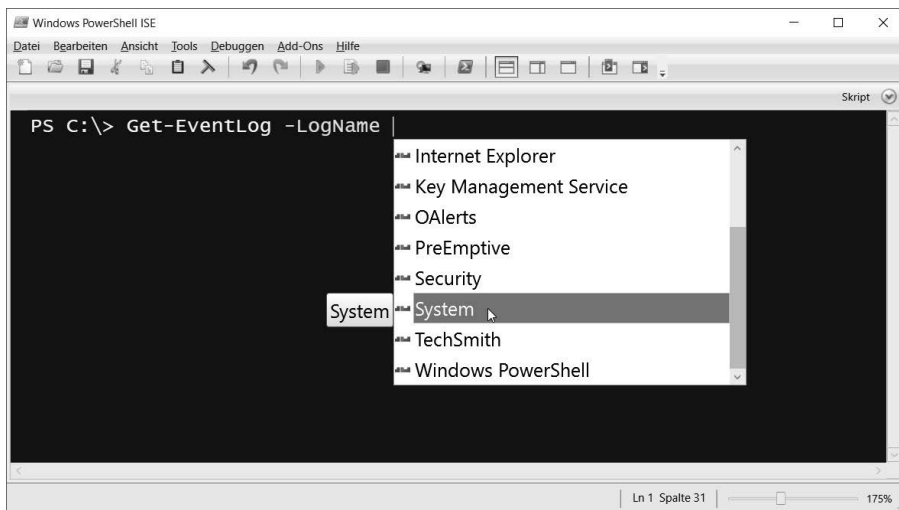 Windows PowerShell ISE
Datei Bearbeiten Ansicht Tools Debuggen Add-Ons Hilfe
Skript
PS C:\> Get-EventLog -LogName
Internet Explorer
Key Management Service
OAlerts
PreEmptive
Security
System System
TechSmith
Windows PowerShell
Ln 1 Spalte 31 175%